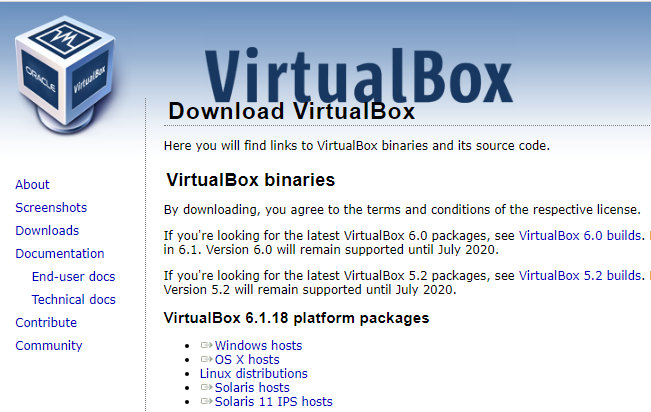 ORACLE
VirtualBox
VirtualBox
Download VirtualBox
Here you will find links to VirtualBox binaries and its source code.
About
Screenshots
Downloads
Documentation
End-user docs
Technical docs
Contribute
Community
VirtualBox binaries
By downloading, you agree to the terms and conditions of the respective license.
If you're looking for the latest VirtualBox 6.0 packages, see VirtualBox 6.0 builds.
in 6.1. Version 6.0 will remain supported until July 2020.
If you're looking for the latest VirtualBox 5.2 packages, see VirtualBox 5.2 builds.
Version 5.2 will remain supported until July 2020.
VirtualBox 6.1.18 platform packages
Windows hosts
OS X hosts
Linux distributions
Solaris hosts
Solaris 11 IPS hosts